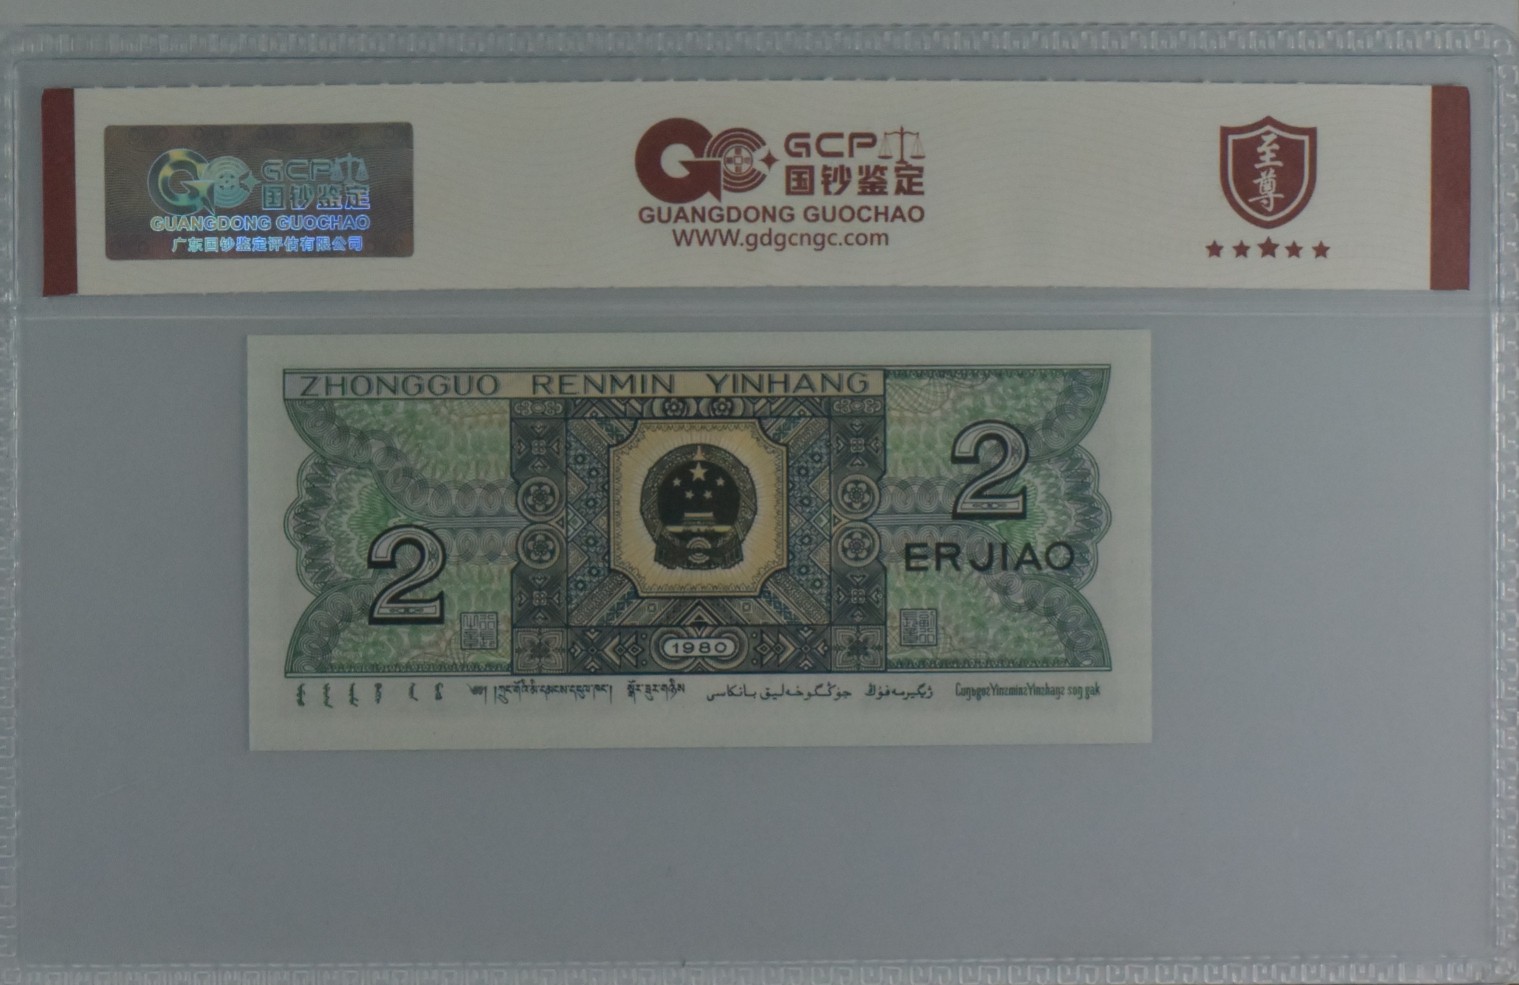 GCP
国钞鉴定
GUANGDONG GUOCHAO
广东国钞鉴定评估有限公司
GCP
国钞鉴定
GUANGDONG GUOCHAO
WWW.gdgcngc.com
至尊
ZHONGGUO RENMIN YINHANG
2
2
ERJIAO
1980
جۇڭگوخەلىق بانكاسى